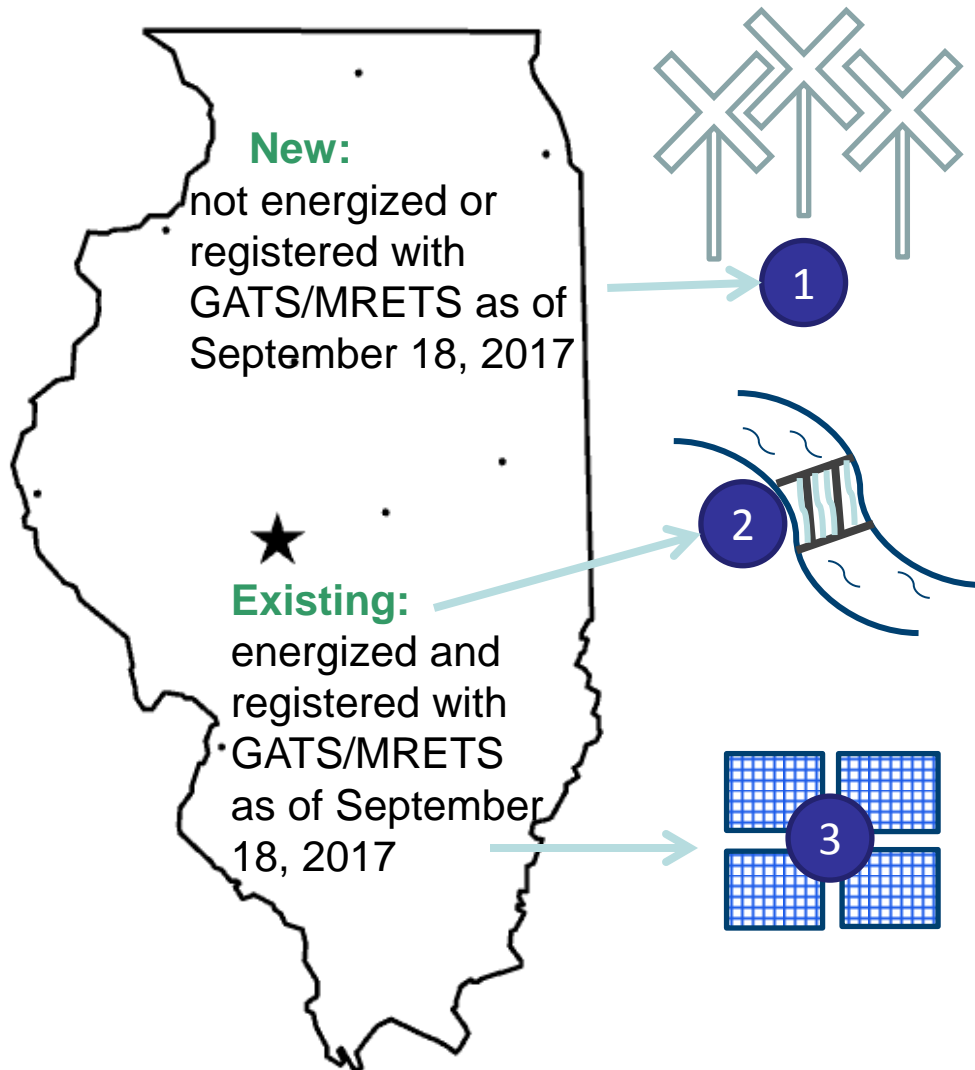 New:
not energized or
registered with
GATS/MRETS as of
September 18, 2017
1
2
Existing:
energized and
registered with
GATS/MRETS
as of September
18, 2017
3